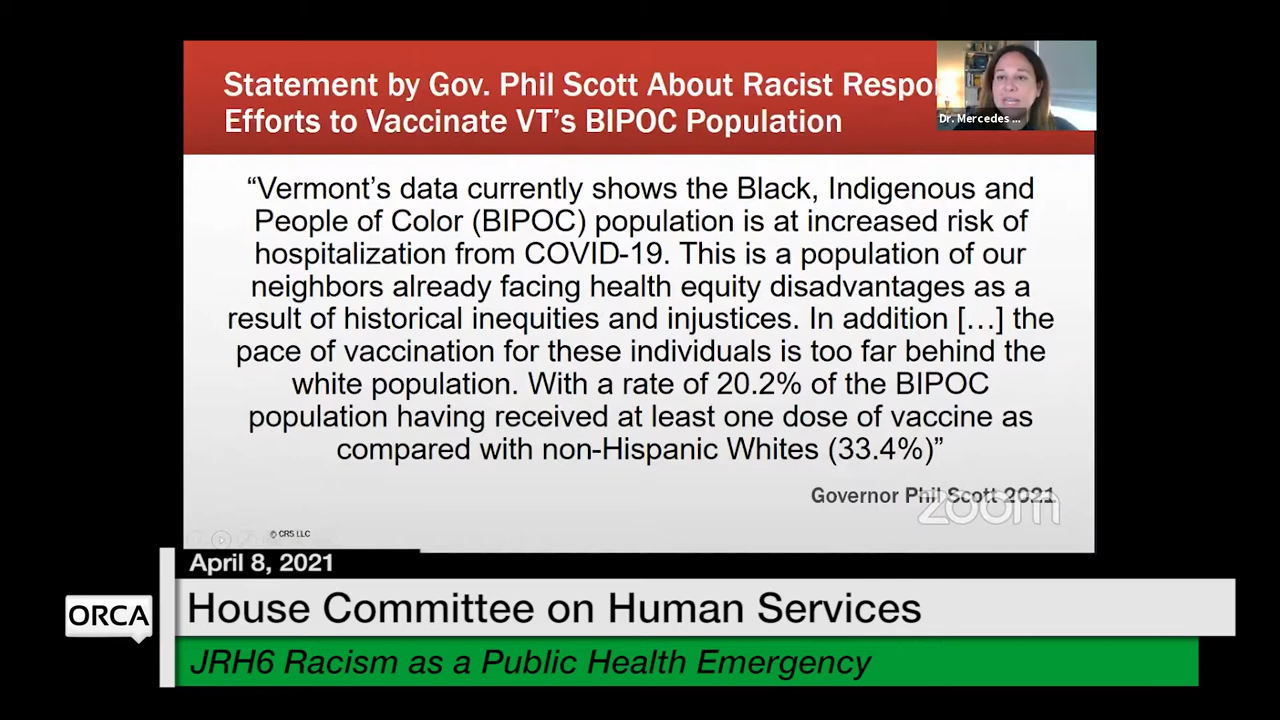 Statement by Gov. Phil Scott About Racist Respo
Efforts to Vaccinate VT's BIPOC Population
Dr. Mercedes ...
“Vermont’s data currently shows the Black, Indigenous and
People of Color (BIPOC) population is at increased risk of
hospitalization from COVID-19. This is a population of our
neighbors already facing health equity disadvantages as a
result of historical inequities and injustices. In addition […] the
pace of vaccination for these individuals is too far behind the
white population. With a rate of 20.2% of the BIPOC
population having received at least one dose of vaccine as
compared with non-Hispanic Whites (33.4%)”
Governor Phil Scott 2021
zoom
© CRS LLC
April 8, 2021
ORCA
House Committee on Human Services
JRH6 Racism as a Public Health Emergency